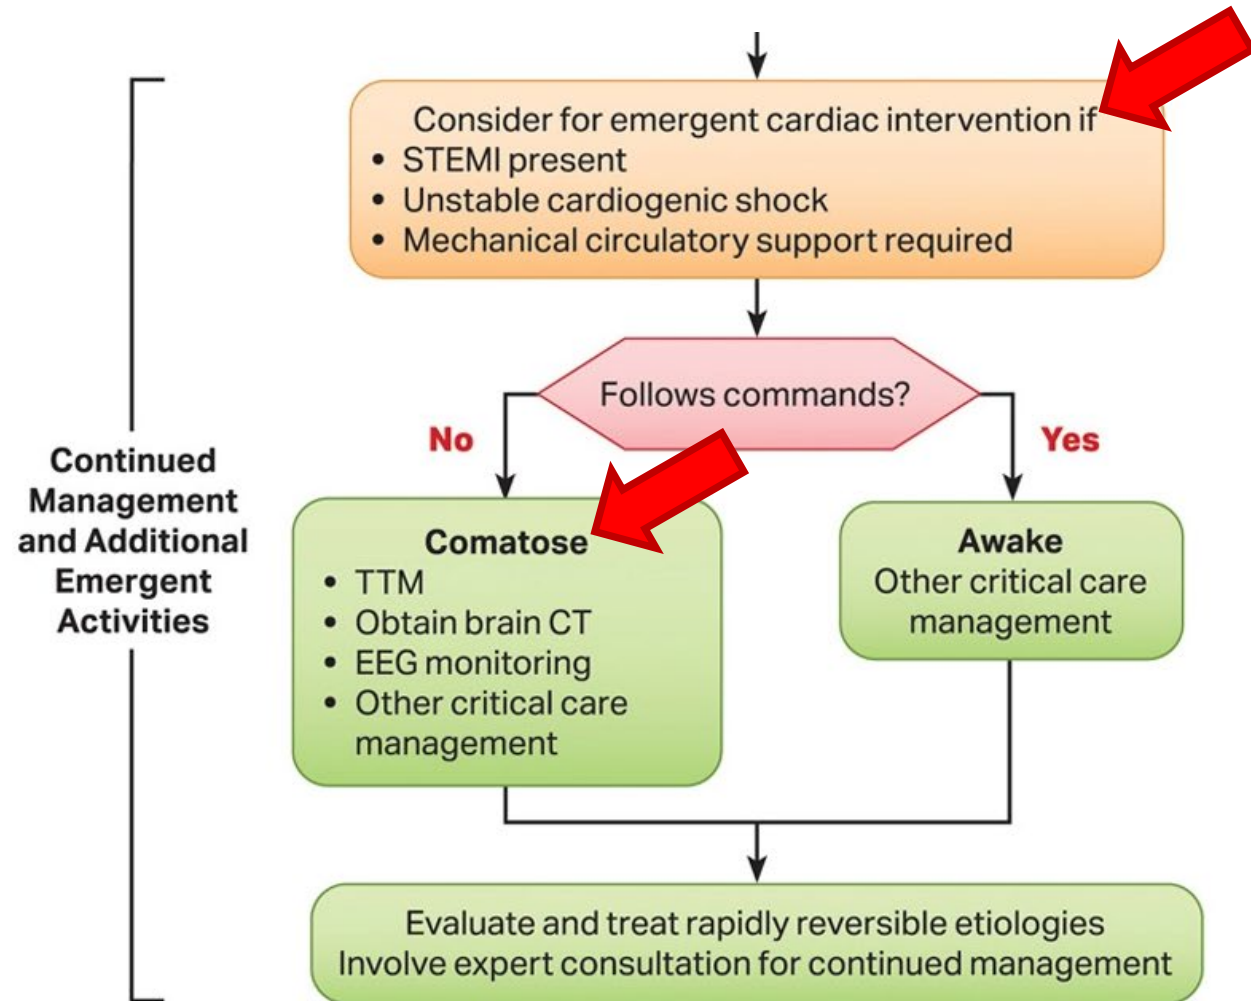 Consider for emergent cardiac intervention if
• STEMI present
• Unstable cardiogenic shock
• Mechanical circulatory support required
Follows commands?
No
Yes
Continued
Management
and Additional
Emergent
Activities
Comatose
• TTM
• Obtain brain CT
• EEG monitoring
• Other critical care
management
Awake
Other critical care
management
Evaluate and treat rapidly reversible etiologies
Involve expert consultation for continued management